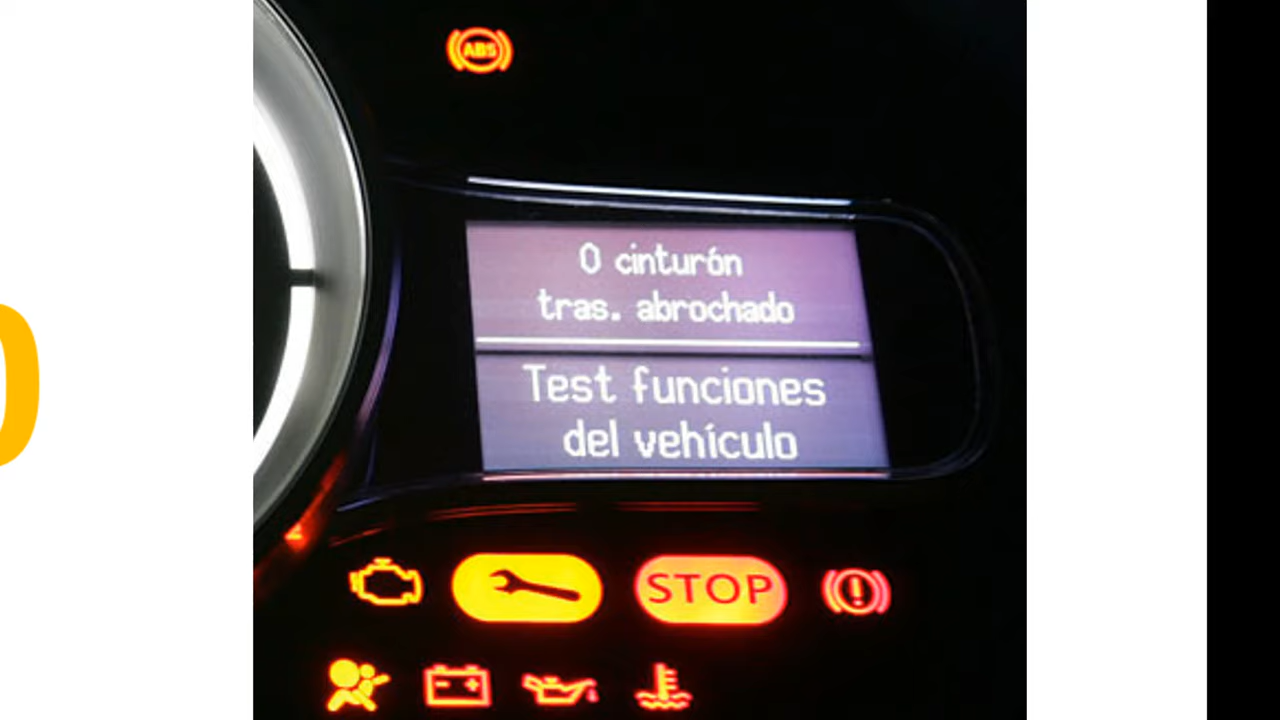 ABS
0 cinturón
tras. abrochado
Test funciones
del vehículo
STOP